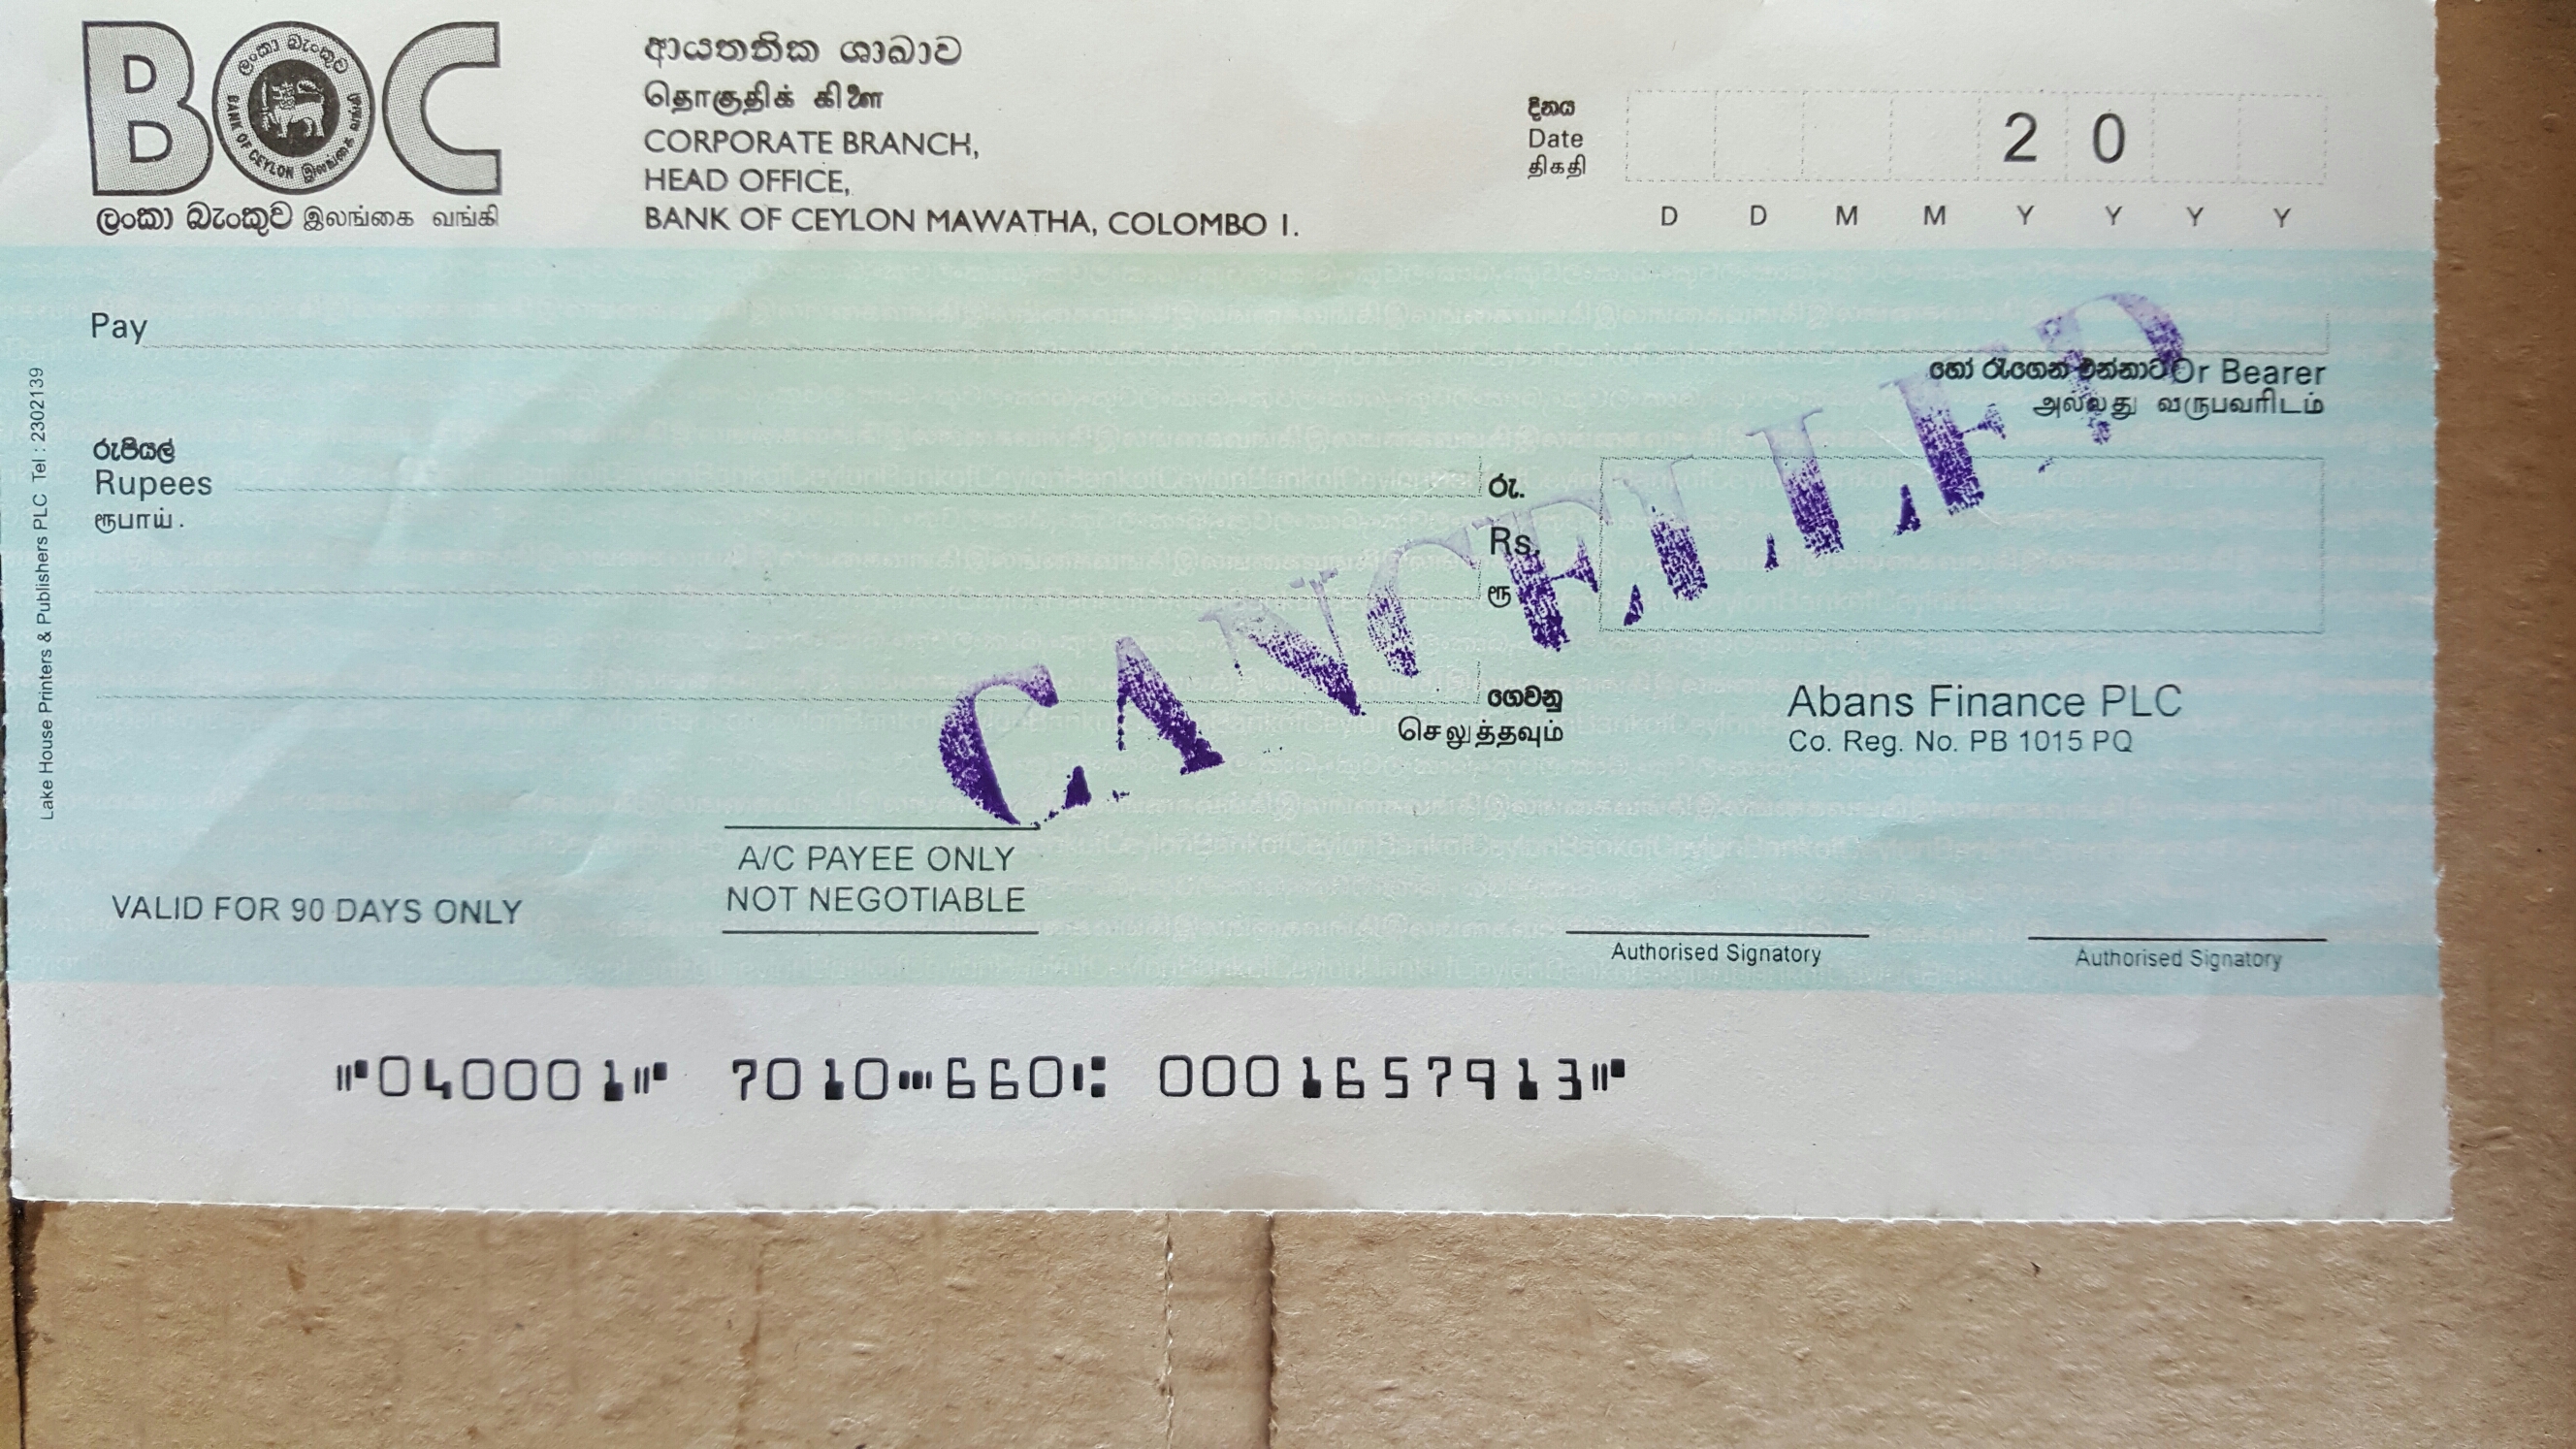 BOC
ලංකා බැංකුව
BANK OF CEYLON
இலங்கை வங்கி
ලංකා බැංකුව இலங்கை வங்கி
ආයතනික ශාඛාව
தொகுதிக் கிளை
CORPORATE BRANCH,
HEAD OFFICE,
BANK OF CEYLON MAWATHA, COLOMBO 1.
දිනය
Date
திகதி
2 0
D D M M Y Y Y Y
Pay
හෝ රැගෙන එන්නාට Or Bearer
அல்லது வருபவரிடம்
රුපියල්
Rupees
ரூபாய்.
රු.
Rs.
ரூ
ගෙවනු
செலுத்தவும்
CANCELLED
Abans Finance PLC
Co. Reg. No. PB 1015 PQ
A/C PAYEE ONLY
NOT NEGOTIABLE
VALID FOR 90 DAYS ONLY
Authorised Signatory
Authorised Signatory
Lake House Printers & Publishers PLC Tel : 2302139
⑈040001⑈ 7010⑉660⑆ 0001657913⑈